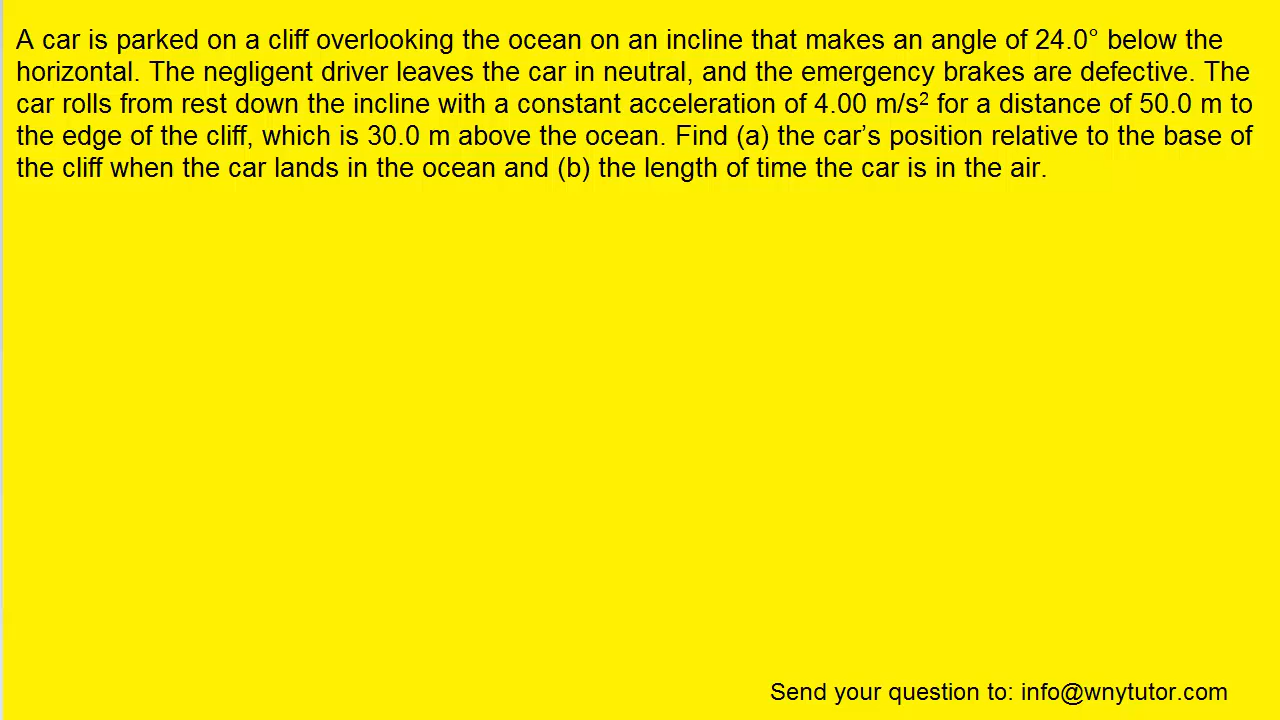 A car is parked on a cliff overlooking the ocean on an incline that makes an angle of 24.0° below the
horizontal. The negligent driver leaves the car in neutral, and the emergency brakes are defective. The
car rolls from rest down the incline with a constant acceleration of 4.00 m/s² for a distance of 50.0 m to
the edge of the cliff, which is 30.0 m above the ocean. Find (a) the car’s position relative to the base of
the cliff when the car lands in the ocean and (b) the length of time the car is in the air.
Send your question to: info@wnytutor.com